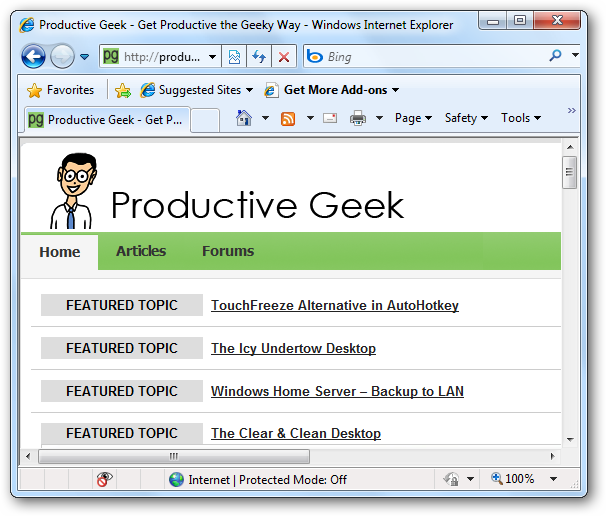 Productive Geek - Get Productive the Geeky Way - Windows Internet Explorer
pg http://produ... Bing
Favorites Suggested Sites Get More Add-ons
pg Productive Geek - Get P... Page Safety Tools »
Productive Geek
Home Articles Forums
FEATURED TOPIC TouchFreeze Alternative in AutoHotkey
FEATURED TOPIC The Icy Undertow Desktop
FEATURED TOPIC Windows Home Server – Backup to LAN
FEATURED TOPIC The Clear & Clean Desktop
Internet | Protected Mode: Off 100%